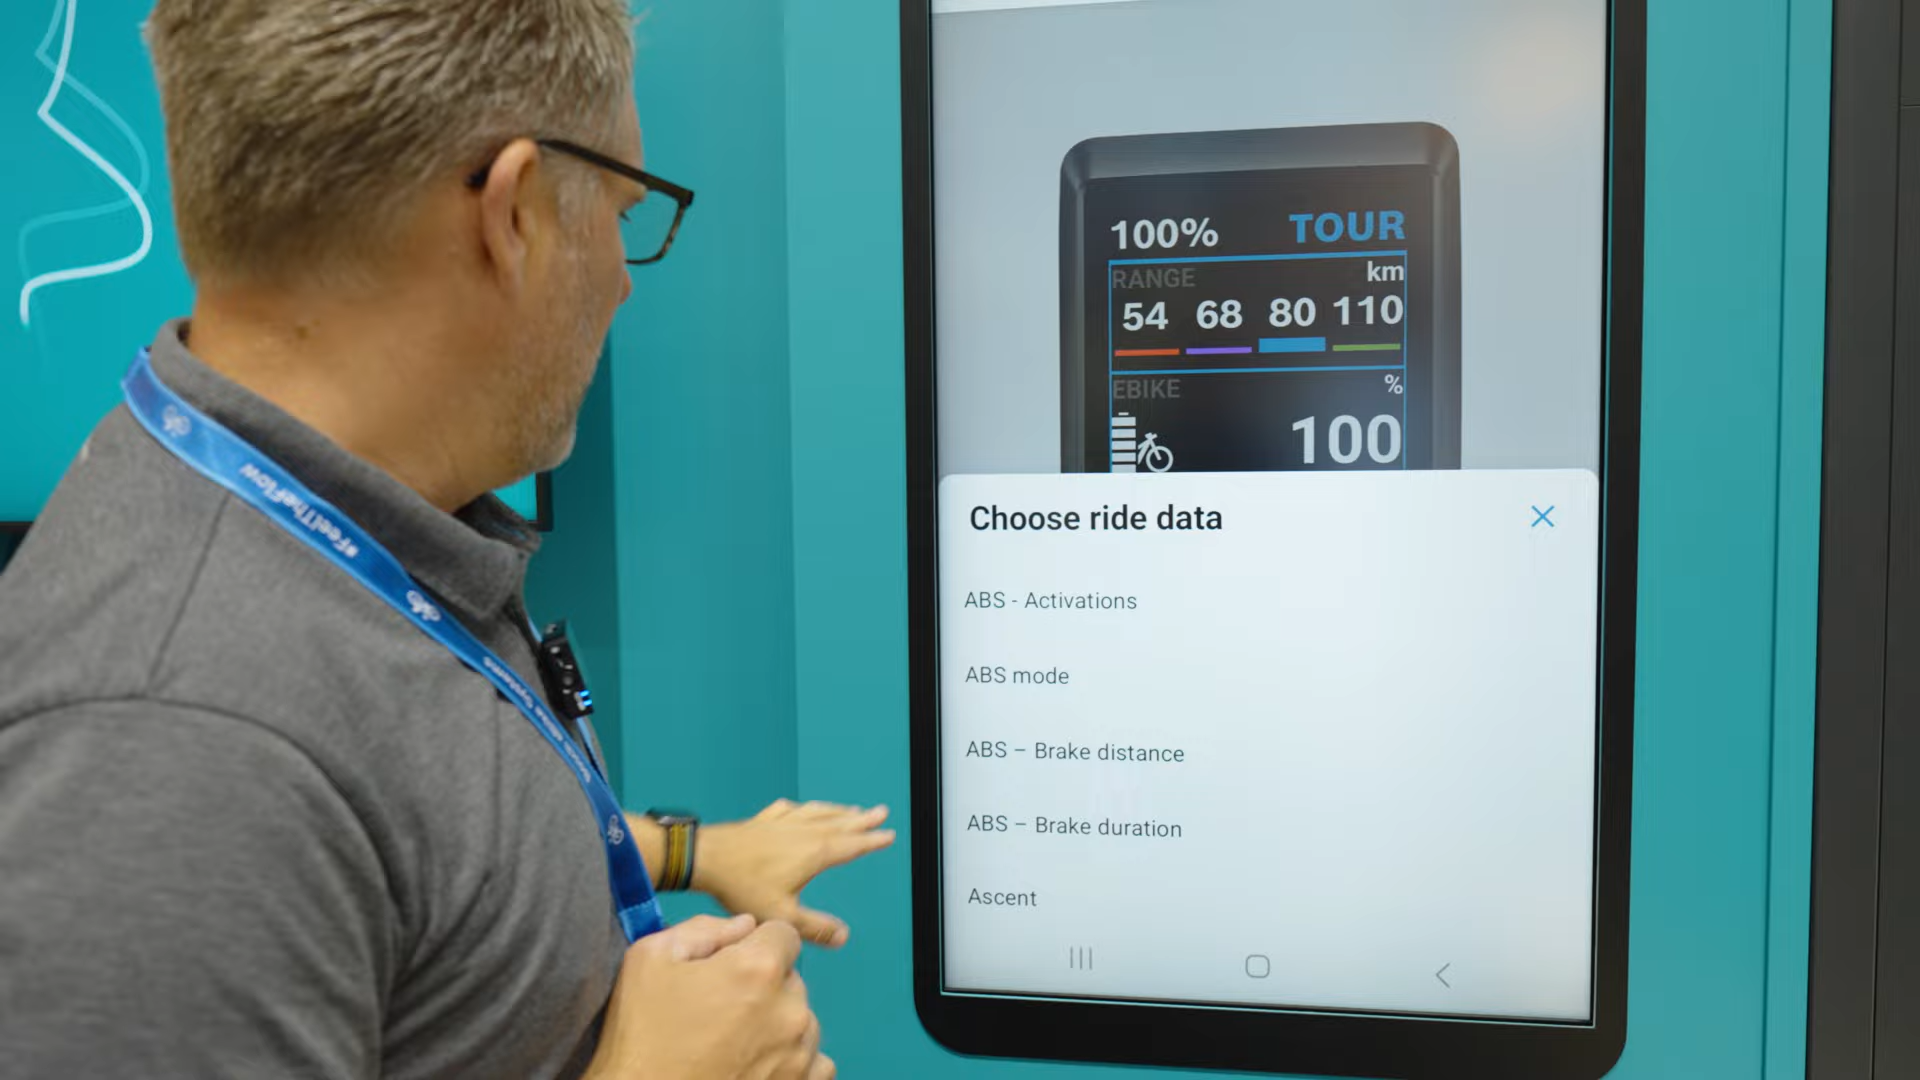 100% TOUR
RANGE km
54 68 80 110
EBIKE %
100
Choose ride data
ABS - Activations
ABS mode
ABS – Brake distance
ABS – Brake duration
Ascent
#FeelTheFlow